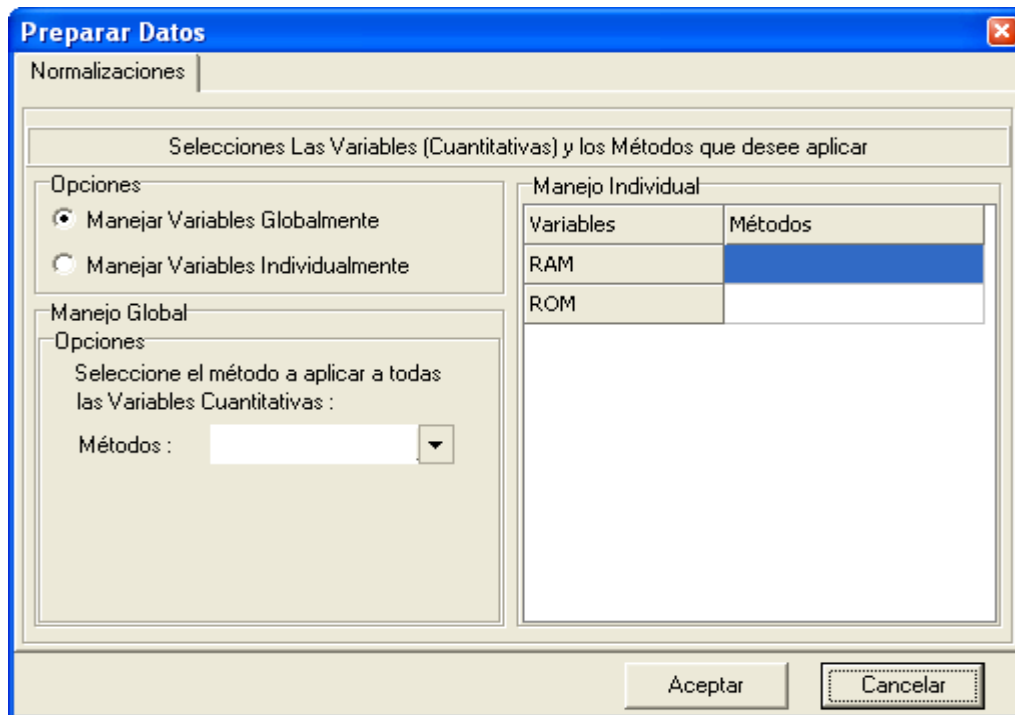 Preparar Datos
Normalizaciones
Selecciones Las Variables (Cuantitativas) y los Métodos que desee aplicar
Opciones
Manejar Variables Globalmente
Manejar Variables Individualmente
Manejo Global
Opciones
Seleccione el método a aplicar a todas
las Variables Cuantitativas :
Métodos :
Manejo Individual
Variables Métodos
RAM
ROM
Aceptar Cancelar